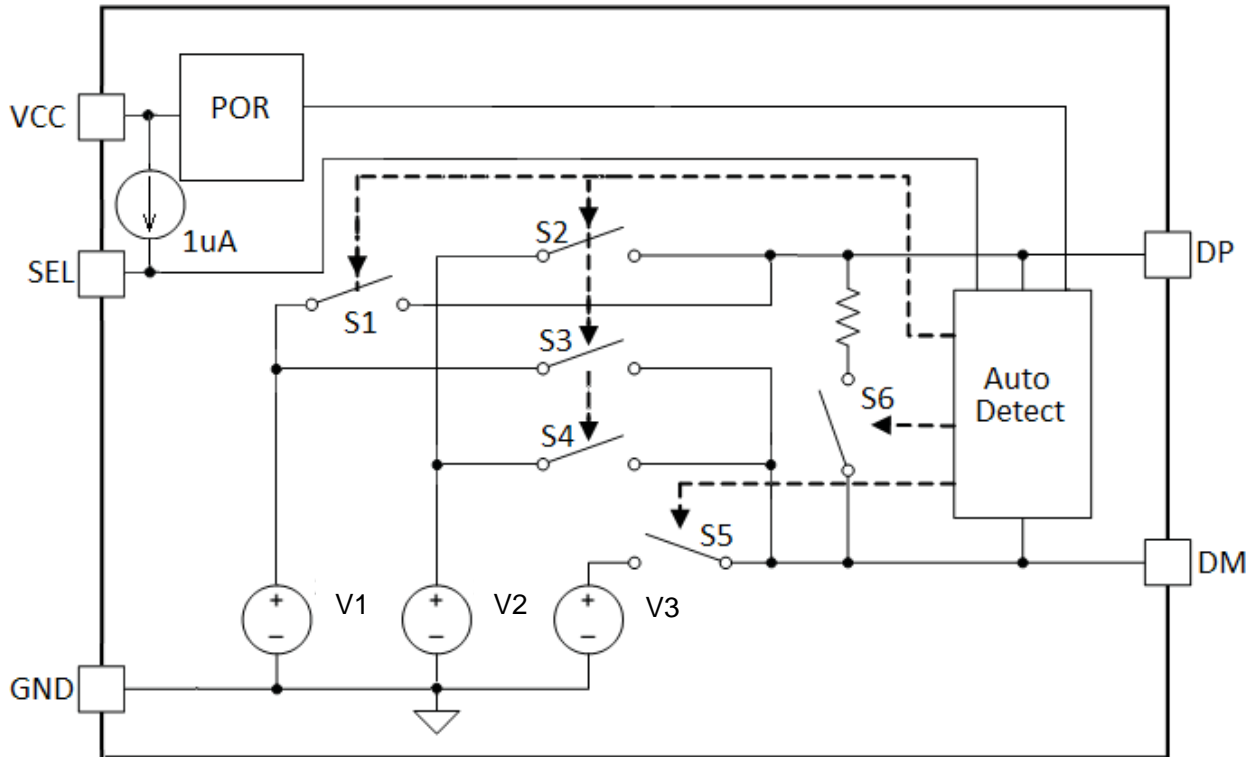 VCC
POR
1uA
SEL
S2
DP
S1
S3
Auto
Detect
S6
S4
S5
DM
V1
V2
V3
GND